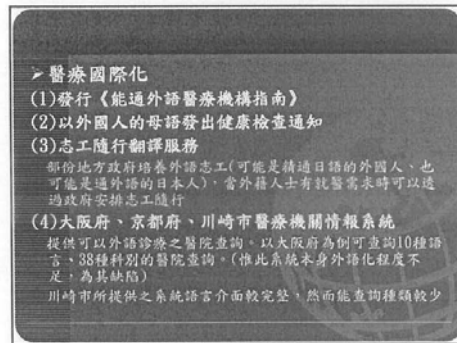 ➤醫療國際化
(1)發行《能通外語醫療機構指南》
(2)以外國人的母語發出健康檢查通知
(3)志工隨行翻譯服務
部份地方政府培養外語志工(可能是精通日語的外國人、也
可能是通外語的日本人)，當外籍人士有就醫需求時可以透
過政府安排志工隨行
(4)大阪府、京都府、川崎市醫療機關情報系統
提供可以外語診療之醫院查詢。以大阪府為例可查詢10種語
言、38種科別的醫院查詢。(惟此系統本身外語化程度不
足，為其缺陷)
川崎市所提供之系統語言介面較完整，然而能查詢種類較少